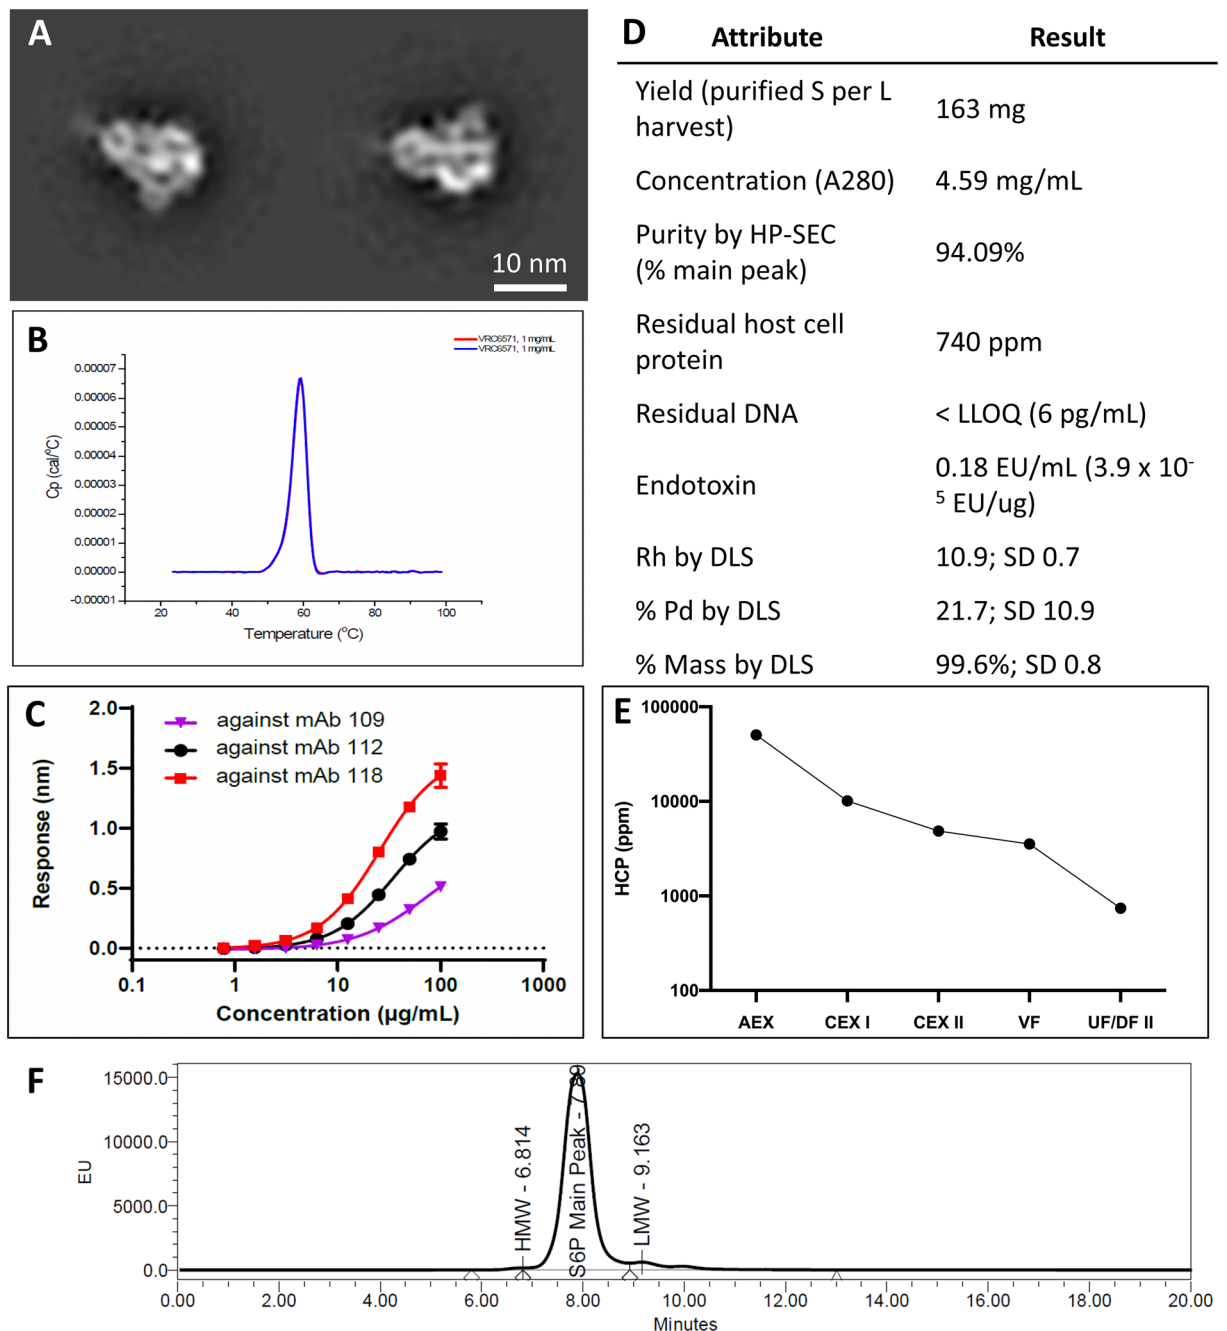 A
10 nm
B
VRC6571, 1 mg/mL
VRC6571, 1 mg/mL
0.00007
0.00006
0.00005
0.00004
0.00003
0.00002
0.00001
0.00000
-0.00001
Cp (cal/°C)
20 40 60 80 100
Temperature (°C)
C
against mAb 109
against mAb 112
against mAb 118
2.0
1.5
1.0
0.5
0.0
Response (nm)
0.1 1 10 100 1000
Concentration (µg/mL)
D
Attribute Result
Yield (purified S per L
harvest)
163 mg
Concentration (A280) 4.59 mg/mL
Purity by HP-SEC
(% main peak)
94.09%
Residual host cell
protein
740 ppm
Residual DNA < LLOQ (6 pg/mL)
Endotoxin
0.18 EU/mL (3.9 x 10-
5 EU/ug)
Rh by DLS 10.9; SD 0.7
% Pd by DLS 21.7; SD 10.9
% Mass by DLS 99.6%; SD 0.8
E
100000
10000
1000
100
HCP (ppm)
AEX CEX I CEX II VF UF/DF II
F
15000.0
10000.0
5000.0
0.0
EU
HMW - 6.814
S6P Main Peak -
LMW - 9.163
0.00 2.00 4.00 6.00 8.00 10.00 12.00 14.00 16.00 18.00 20.00
Minutes